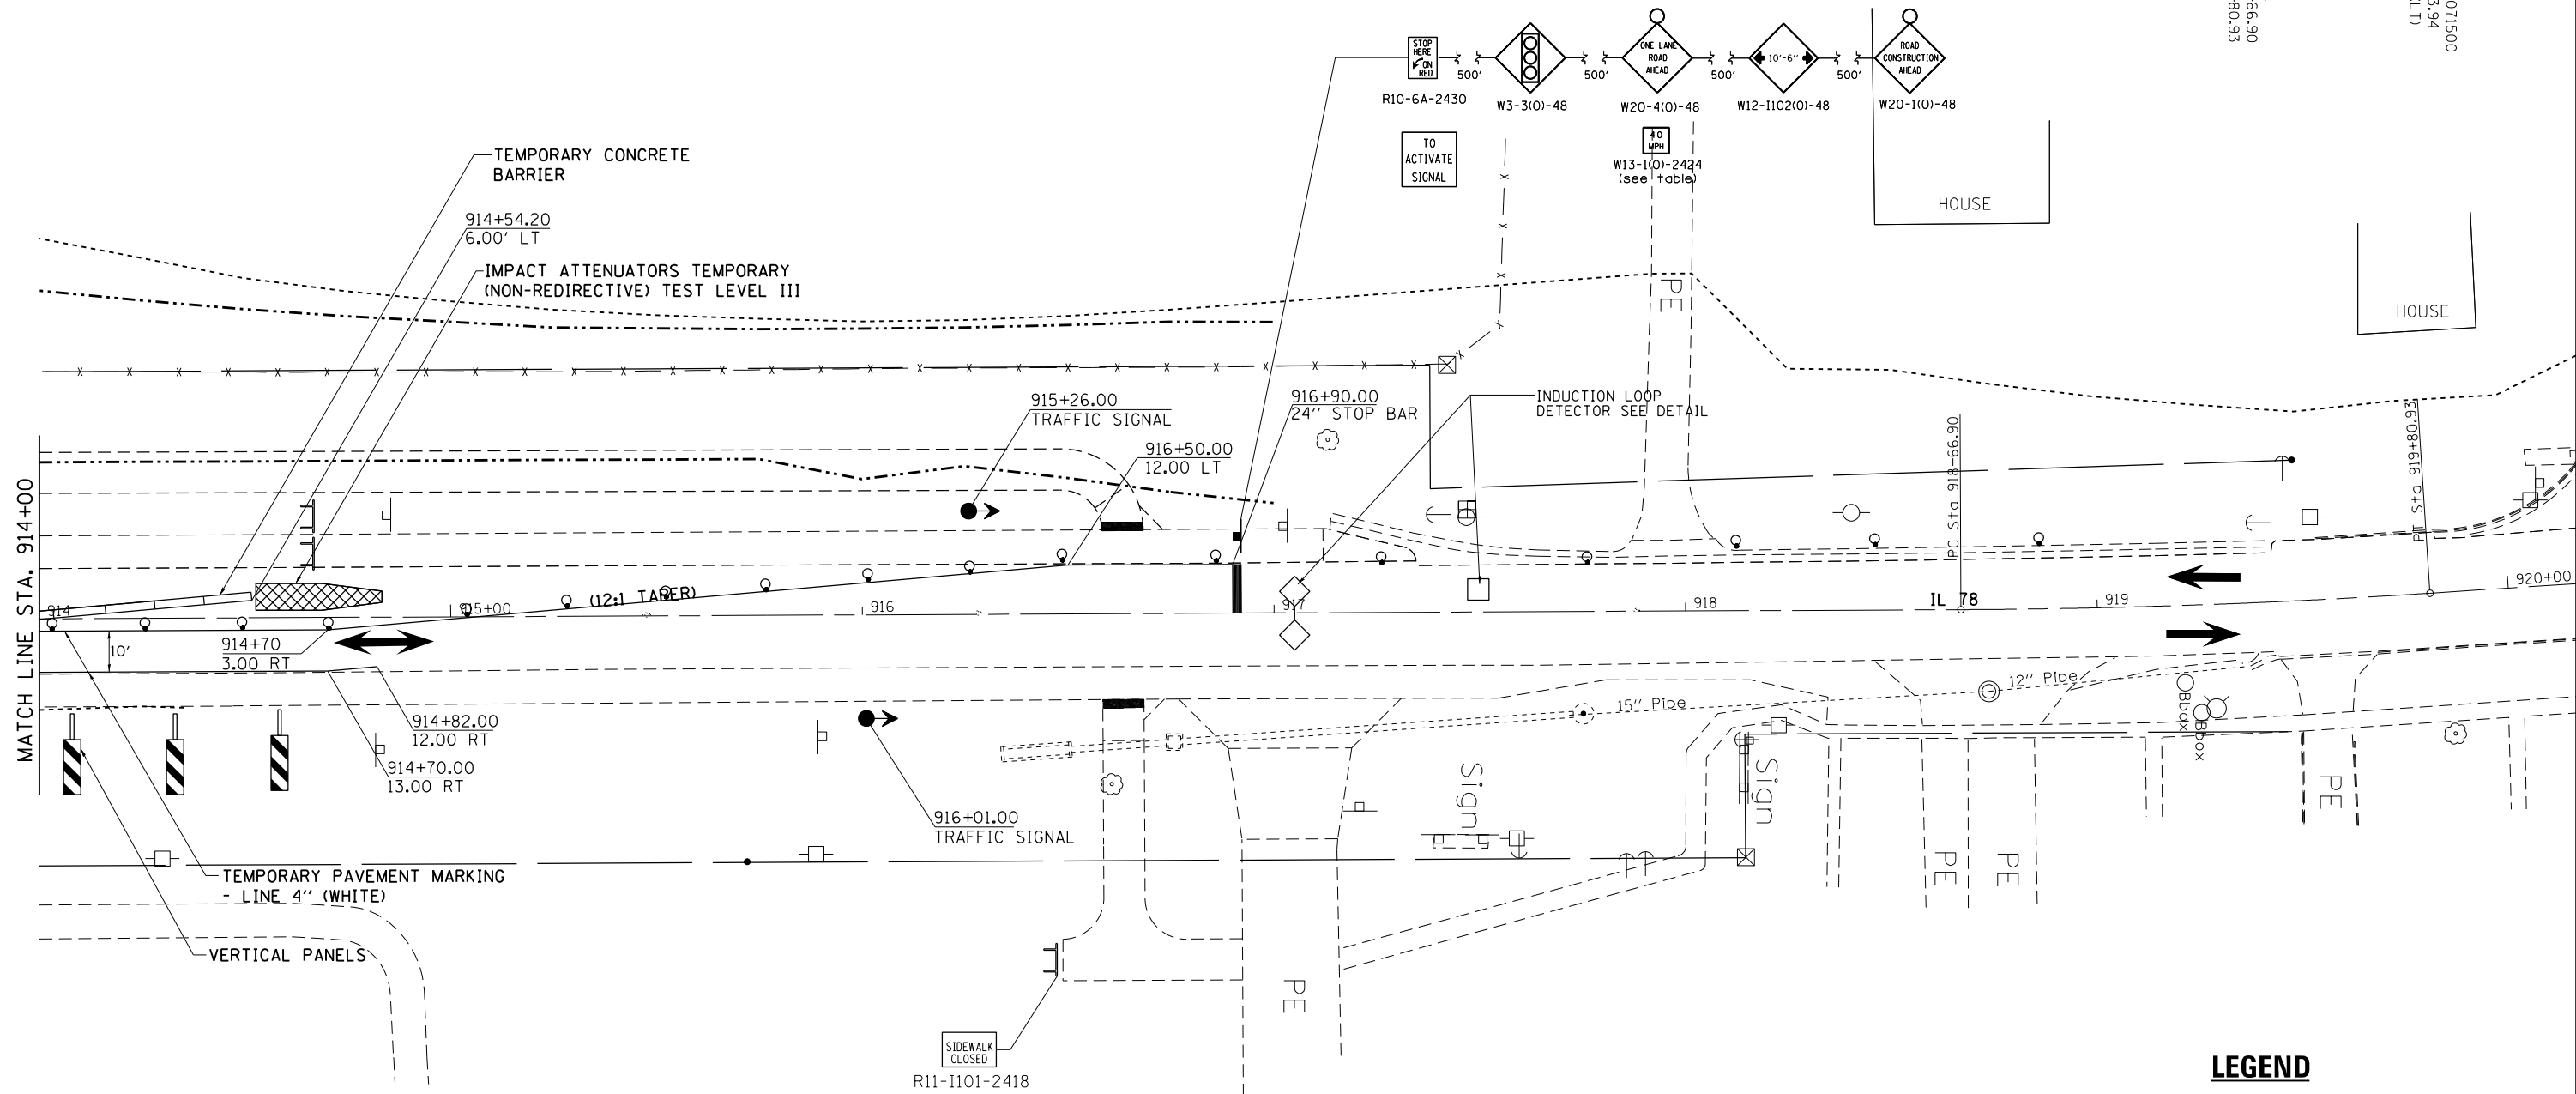 071500
3.94
(LT)
66.90
80.93
STOP
HERE
ON
RED
500'
500'
ONE LANE
ROAD
AHEAD
500'
10'-6"
500'
ROAD
CONSTRUCTION
AHEAD
R10-6A-2430
W3-3(O)-48
W20-4(O)-48
W12-I102(O)-48
W20-1(O)-48
TO
ACTIVATE
SIGNAL
40
MPH
W13-1(O)-2424
(see table)
HOUSE
HOUSE
TEMPORARY CONCRETE
BARRIER
914+54.20
6.00' LT
IMPACT ATTENUATORS TEMPORARY
(NON-REDIRECTIVE) TEST LEVEL III
PE
915+26.00
TRAFFIC SIGNAL
916+50.00
12.00 LT
916+90.00
24" STOP BAR
INDUCTION LOOP
DETECTOR SEE DETAIL
PC Sta 918+66.90
PI Sta 919+80.93
MATCH LINE STA. 914+00
914
915+00
(12:1 TAPER)
916
917
918
IL 78
919
920+00
10'
914+70
3.00 RT
914+82.00
12.00 RT
914+70.00
13.00 RT
15" Pipe
12" Pipe
Bbox
Bbox
916+01.00
TRAFFIC SIGNAL
Sign
Sign
PE
PE
PE
PE
TEMPORARY PAVEMENT MARKING
- LINE 4" (WHITE)
VERTICAL PANELS
SIDEWALK
CLOSED
R11-I101-2418
LEGEND